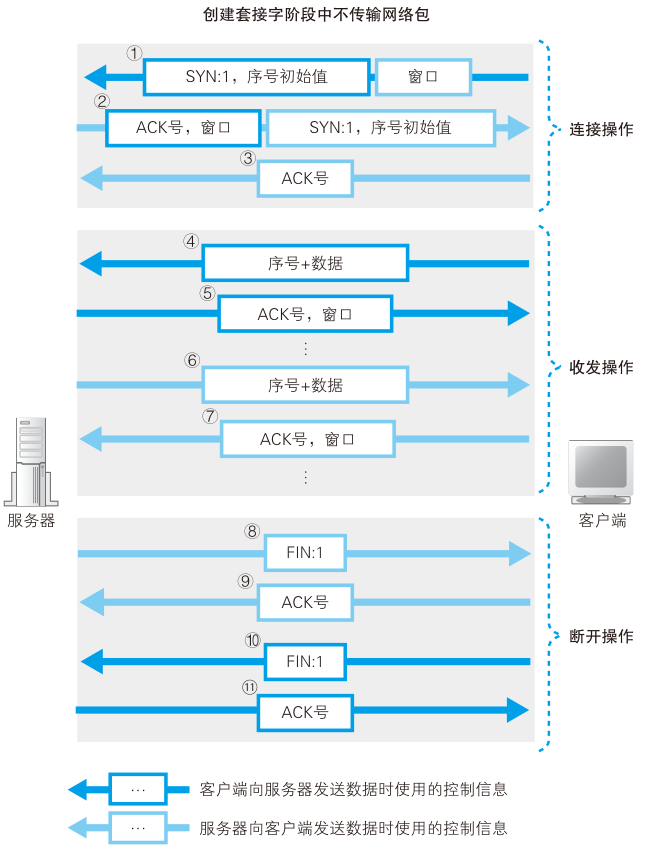 创建套接字阶段中不传输网络包
① SYN:1，序号初始值 窗口
② ACK号，窗口 SYN:1，序号初始值
③ ACK号
连接操作
④ 序号+数据
⑤ ACK号，窗口
⋮
⑥ 序号+数据
⑦ ACK号，窗口
⋮
收发操作
服务器
客户端
⑧ FIN:1
⑨ ACK号
⑩ FIN:1
⑪ ACK号
断开操作
… 客户端向服务器发送数据时使用的控制信息
… 服务器向客户端发送数据时使用的控制信息